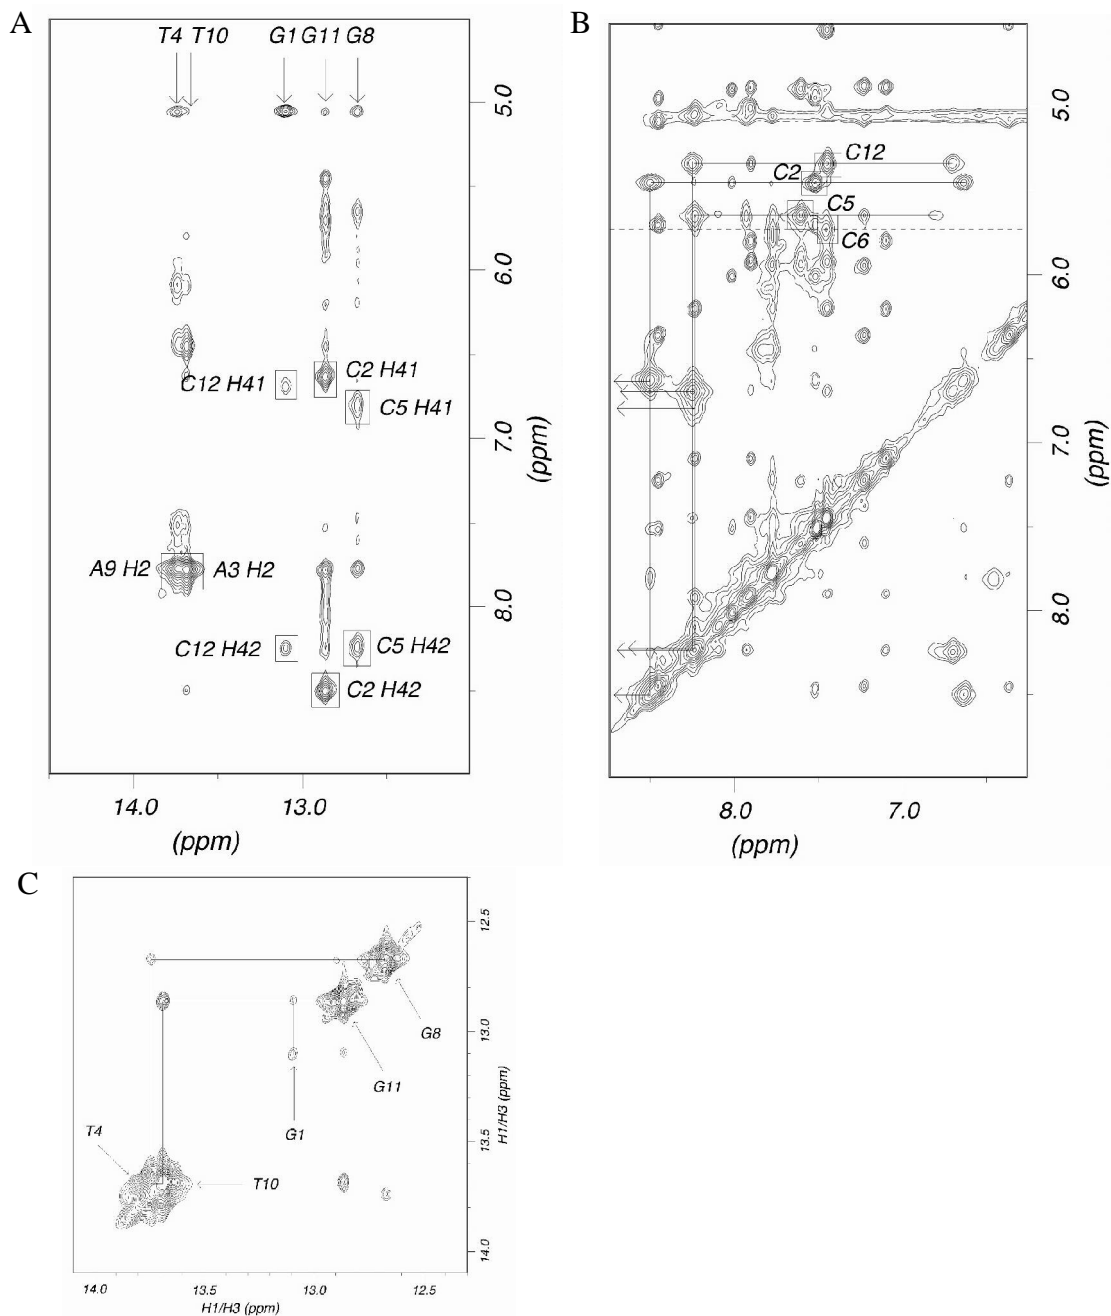 A
T4 T10 G1 G11 G8
5.0
6.0
7.0
8.0
(ppm)
C12 H41
C2 H41
C5 H41
A9 H2
A3 H2
C12 H42
C5 H42
C2 H42
14.0 13.0
(ppm)
B
C12
C2
C5
C6
5.0
6.0
7.0
8.0
(ppm)
8.0 7.0
(ppm)
C
G8
G11
G1
T4
T10
12.5
13.0
13.5
14.0
H1/H3 (ppm)
14.0 13.5 13.0 12.5
H1/H3 (ppm)